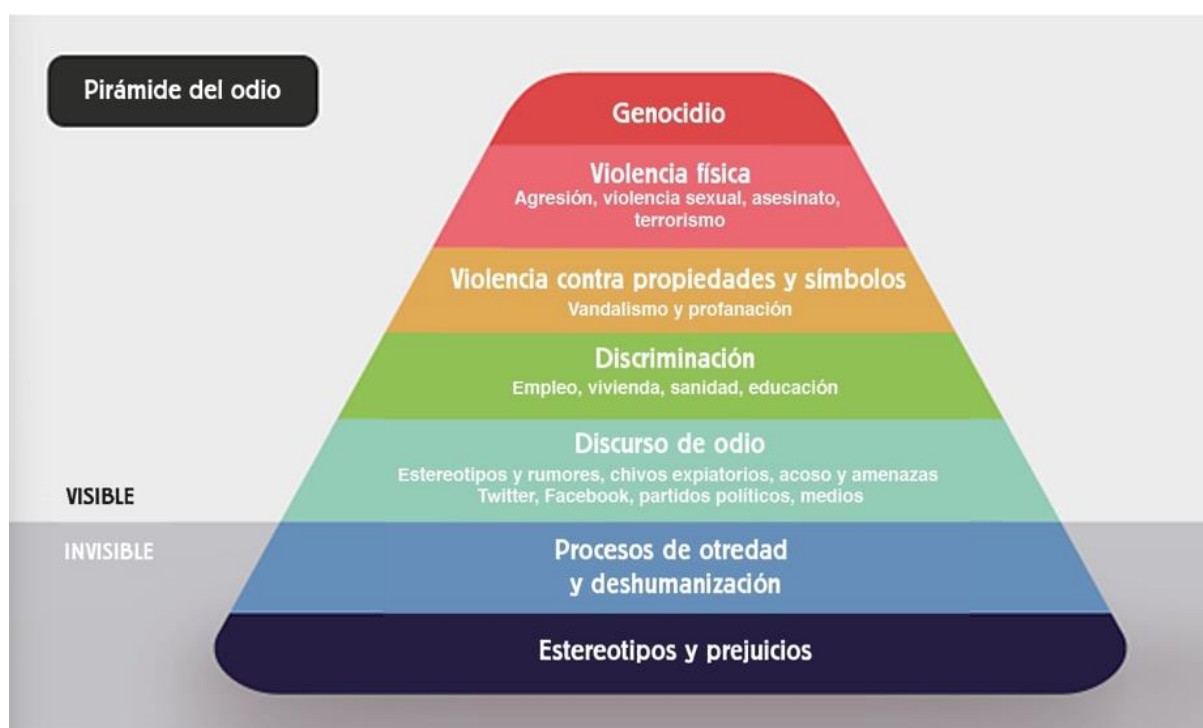 Pirámide del odio
Genocidio
Violencia física
Agresión, violencia sexual, asesinato,
terrorismo
Violencia contra propiedades y símbolos
Vandalismo y profanación
Discriminación
Empleo, vivienda, sanidad, educación
Discurso de odio
Estereotipos y rumores, chivos expiatorios, acoso y amenazas
Twitter, Facebook, partidos políticos, medios
VISIBLE
INVISIBLE
Procesos de otredad
y deshumanización
Estereotipos y prejuicios